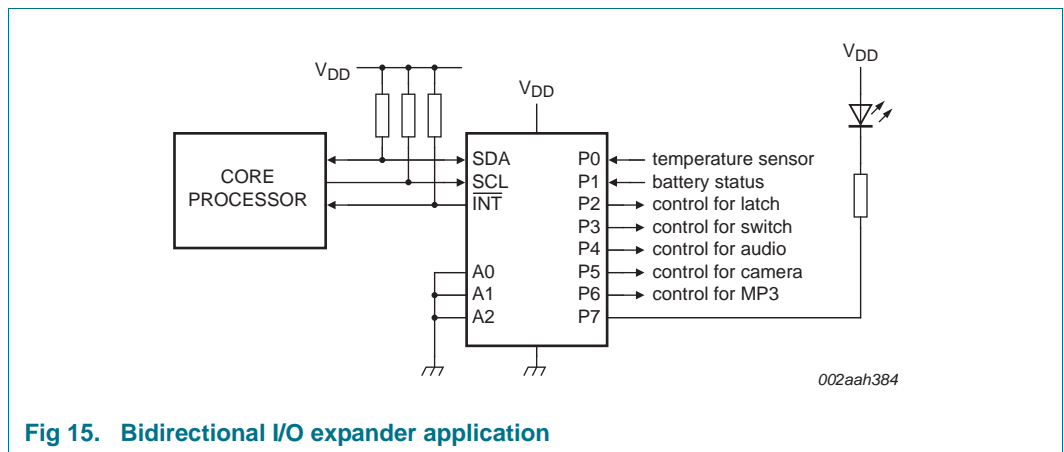 VDD
VDD
VDD
CORE
PROCESSOR
SDA
SCL
INT
A0
A1
A2
P0
P1
P2
P3
P4
P5
P6
P7
temperature sensor
battery status
control for latch
control for switch
control for audio
control for camera
control for MP3
002aah384
Fig 15. Bidirectional I/O expander application